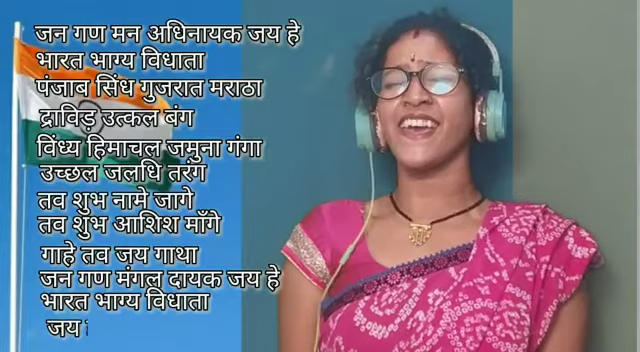 जन गण मन अधिनायक जय हे
भारत भाग्य विधाता
पंजाब सिंध गुजरात मराठा
द्राविड़ उत्कल बंग
विंध्य हिमाचल जमुना गंगा
उच्छल जलधि तरंग
तव शुभ नामे जागे
तव शुभ आशिश माँगे
गाहे तव जय गाथा
जन गण मंगल दायक जय हे
भारत भाग्य विधाता
जय